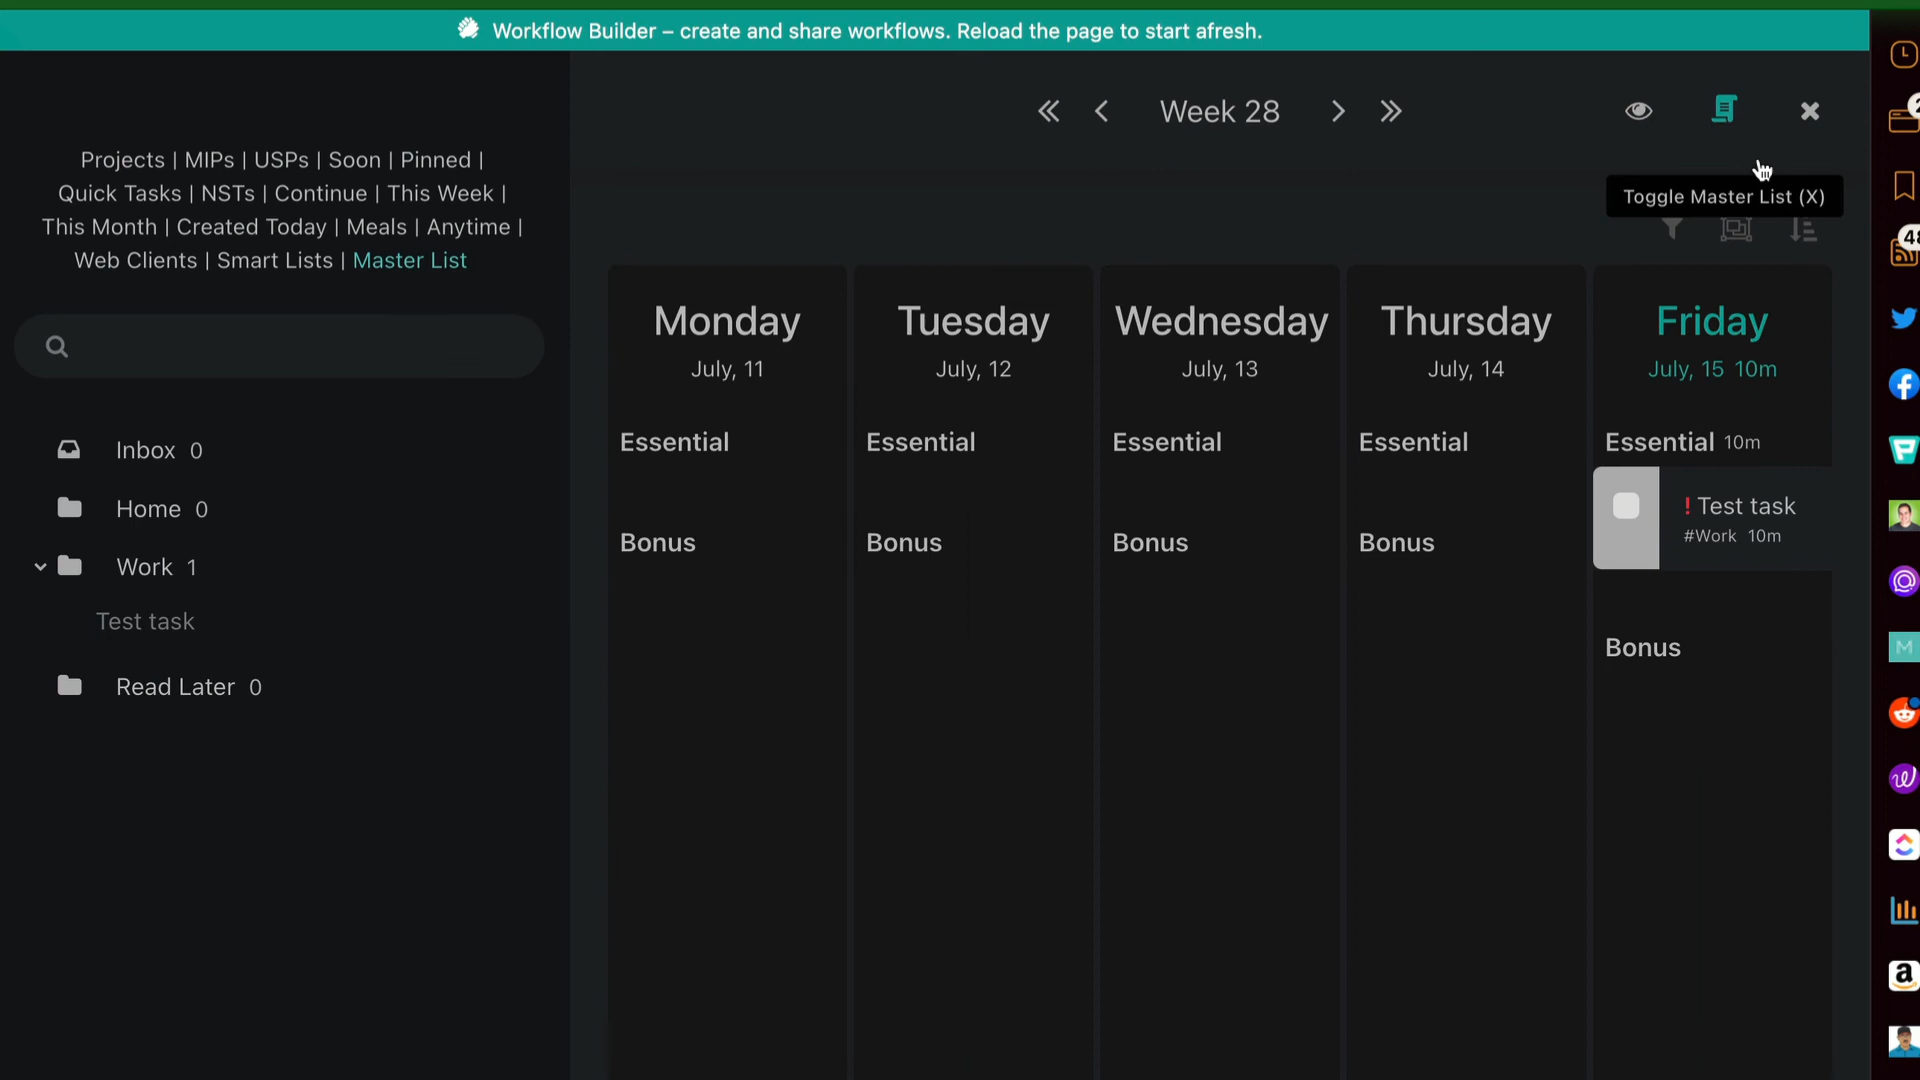 Workflow Builder – create and share workflows. Reload the page to start afresh.
Projects | MIPs | USPs | Soon | Pinned |
Quick Tasks | NSTs | Continue | This Week |
This Month | Created Today | Meals | Anytime |
Web Clients | Smart Lists | Master List
Inbox 0
Home 0
Work 1
Test task
Read Later 0
Week 28
Toggle Master List (X)
Monday
July, 11
Essential
Bonus
Tuesday
July, 12
Essential
Bonus
Wednesday
July, 13
Essential
Bonus
Thursday
July, 14
Essential
Bonus
Friday
July, 15 10m
Essential 10m
! Test task
#Work 10m
Bonus